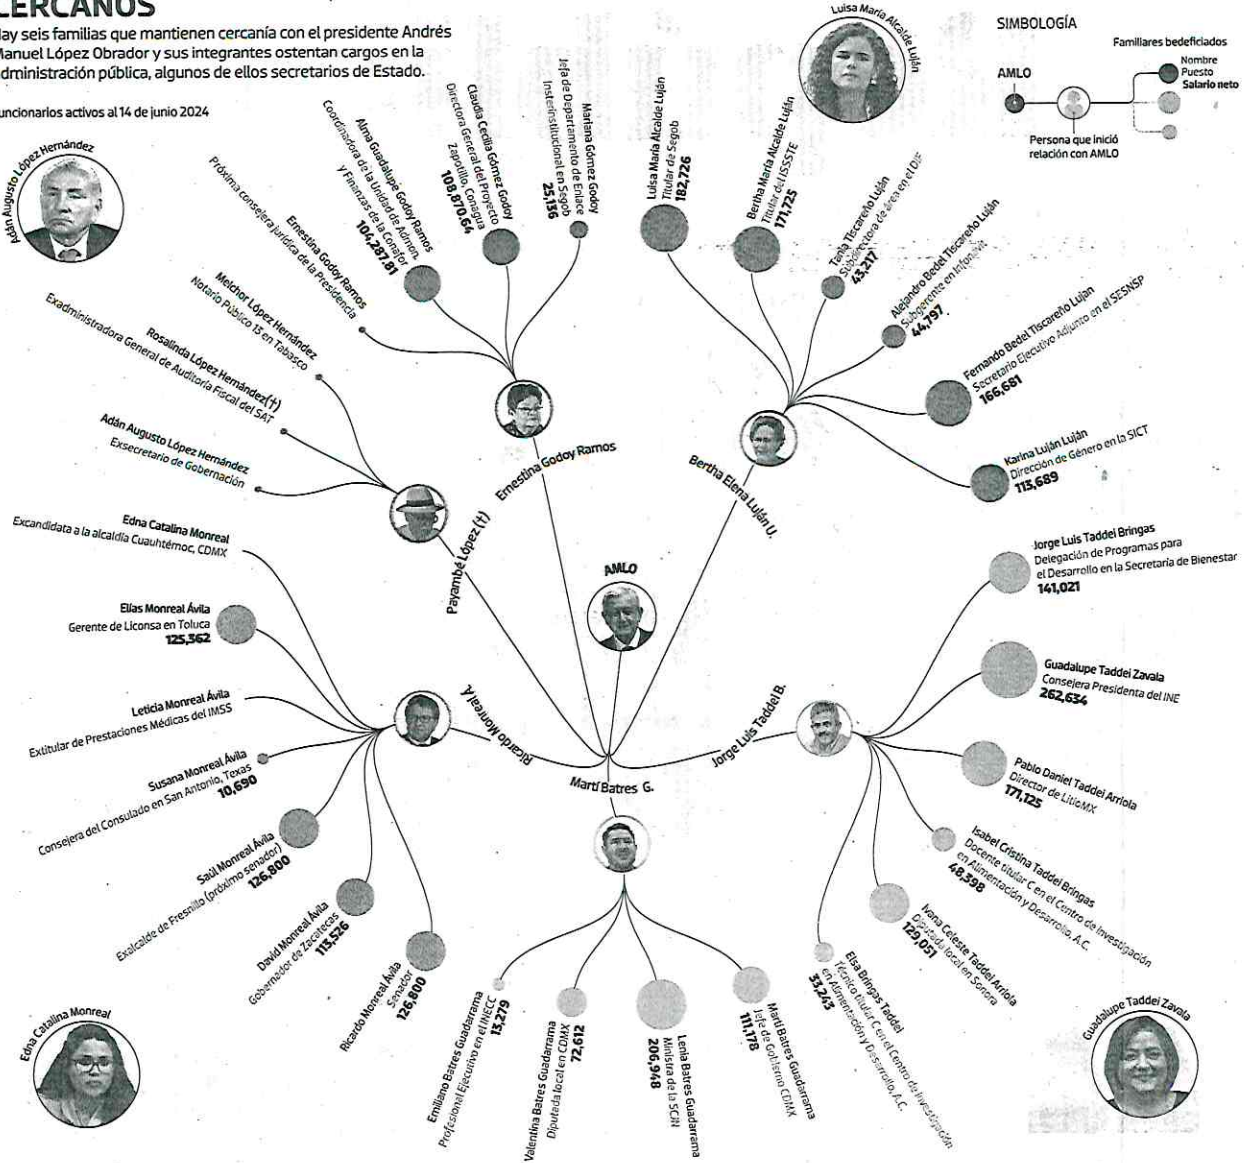 CERCANOS
Hay seis familias que mantienen cercanía con el presidente Andrés
Manuel López Obrador y sus integrantes ostentan cargos en la
administración pública, algunos de ellos secretarios de Estado.
Funcionarios activos al 14 de junio 2024
SIMBOLOGÍA
AMLO
Persona que inició
relación con AMLO
Familiares bedeficiados
Nombre
Puesto
Salario neto
Adán Augusto López Hernández
Luisa María Alcalde Luján
Ernestina Godoy Ramos
Próxima consejera jurídica de la Presidencia
Alma Guadalupe Godoy Ramos
Coordinadora de la Unidad de Admon.
y Finanzas de la Conafor
104,287.81
Claudia Cecilia Gómez Godoy
Directora General del Proyecto
Zapotillo, Conagua
108,870.64
Mariana Gómez Godoy
Jefa de Departamento de Enlace
Insterinstitucional en Segob
25,136
Luisa María Alcalde Luján
Titular de Segob
182,726
Bertha María Alcalde Luján
Titular del ISSSTE
171,725
Tania Tiscareño Luján
Subdirectora de área en el DIF
43,217
Alejandro Bedel Tiscareño Luján
Subgerente en Infonavit
44,797
Fernando Bedel Tiscareño Luján
Secretario Ejecutivo Adjunto en el SESNSP
166,681
Karina Luján Luján
Dirección de Género en la SICT
113,689
Melchor López Hernández
Notario Público 13 en Tabasco
Rosalinda López Hernández(†)
Exadministradora General de Auditoría Fiscal del SAT
Adán Augusto López Hernández
Exsecretario de Gobernación
Payambé López (†)
Ernestina Godoy Ramos
Bertha Elena Luján U.
AMLO
Ricardo Monreal A.
Martí Batres G.
Jorge Luis Taddel B.
Edna Catalina Monreal
Excandidata a la alcaldía Cuauhtémoc, CDMX
Elías Monreal Ávila
Gerente de Liconsa en Toluca
125,362
Leticia Monreal Ávila
Extitular de Prestaciones Médicas del IMSS
Susana Monreal Ávila
Consejera del Consulado en San Antonio, Texas
10,690
Saúl Monreal Ávila
Exalcalde de Fresnillo (próximo senador)
126,800
David Monreal Ávila
Gobernador de Zacatecas
113,526
Ricardo Monreal Ávila
Senador
126,800
Emiliano Batres Guadarrama
Profesional Ejecutivo en el INECC
13,279
Valentina Batres Guadarrama
Diputada local en CDMX
72,612
Lenia Batres Guadarrama
Ministra de la SCJN
206,948
Martí Batres Guadarrama
Jefe de Gobierno CDMX
111,178
Jorge Luis Taddei Bringas
Delegación de Programas para
el Desarrollo en la Secretaría de Bienestar
141,021
Guadalupe Taddei Zavala
Consejera Presidenta del INE
262,634
Pablo Daniel Taddei Arriola
Director de LitioMX
171,125
Isabel Cristina Taddei Bringas
Docente titular C en el Centro de Investigación
en Alimentación y Desarrollo, A.C.
48,398
Ivana Celeste Taddei Arriola
Diputada local en Sonora
129,051
Elsa Bringas Taddei
Técnico titular C en el Centro de Investigación
en Alimentación y Desarrollo, A.C.
33,243
Edna Catalina Monreal
Guadalupe Taddei Zavala